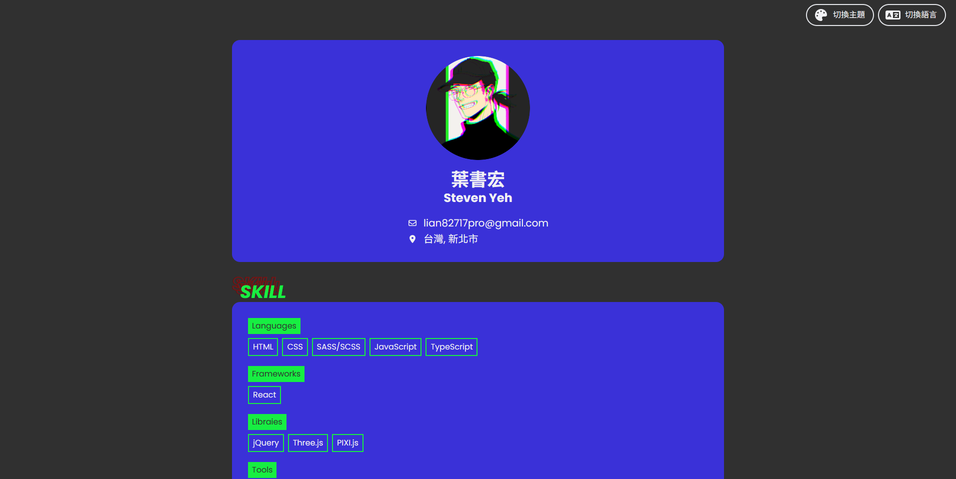 切換主題 切換語言
葉書宏
Steven Yeh
lian82717pro@gmail.com
台灣, 新北市
SKILL
Languages
HTML CSS SASS/SCSS JavaScript TypeScript
Frameworks
React
Libraies
jQuery Three.js PIXI.js
Tools